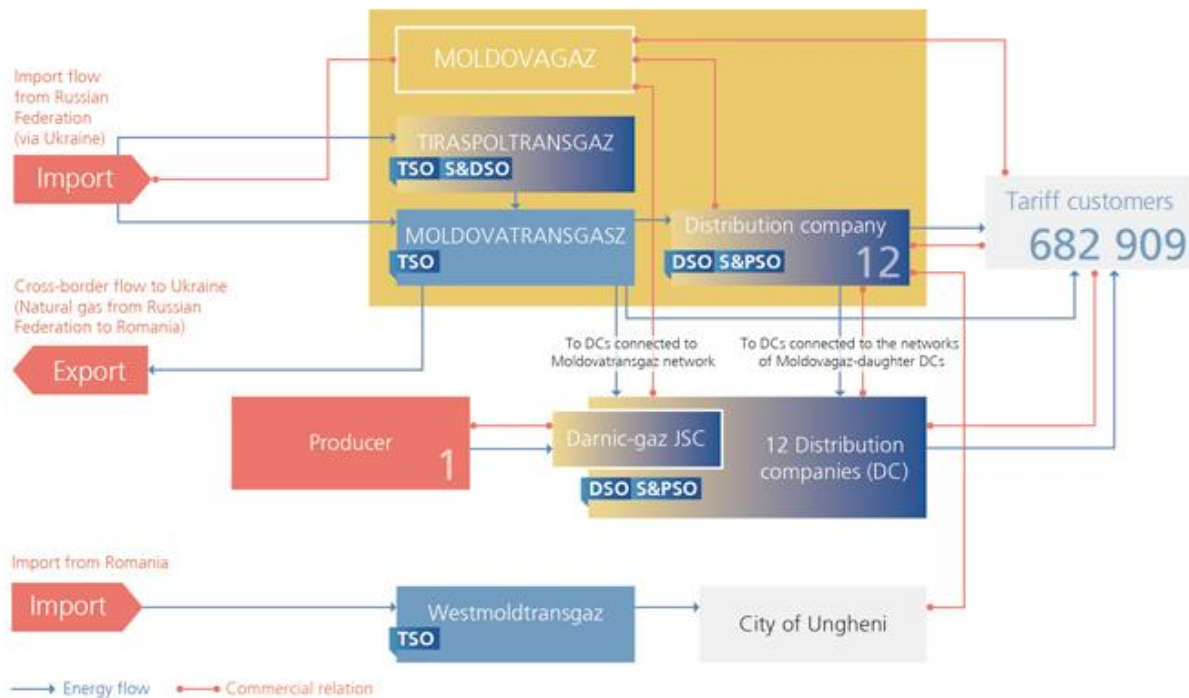 MOLDOVAGAZ
Import flow
from Russian
Federation
(via Ukraine)
Import
TIRASPOLTRANSGAZ
TSO S&DSO
MOLDOVATRANSGASZ
TSO
Distribution company
12
DSO S&PSO
Tariff customers
682 909
Cross-border flow to Ukraine
(Natural gas from Russian
Federation to Romania)
Export
To DCs connected to
Moldovatransgaz network
To DCs connected to the networks
of Moldovagaz-daughter DCs
Producer
1
Darnic-gaz JSC
12 Distribution
companies (DC)
DSO S&PSO
Import from Romania
Import
Westmoldtransgaz
TSO
City of Ungheni
Energy flow
Commercial relation